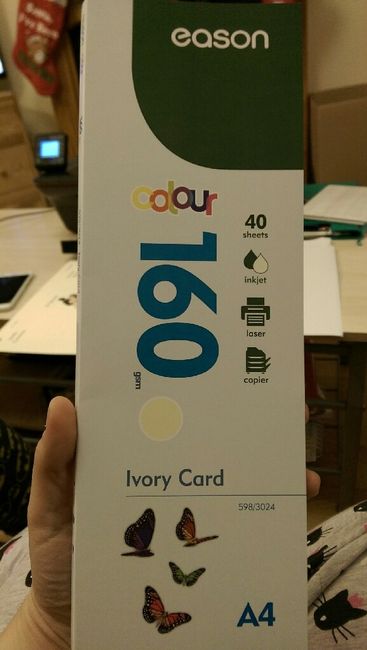 eason
colour
160
gsm
40
sheets
inkjet
laser
copier
Ivory Card
598/3024
A4